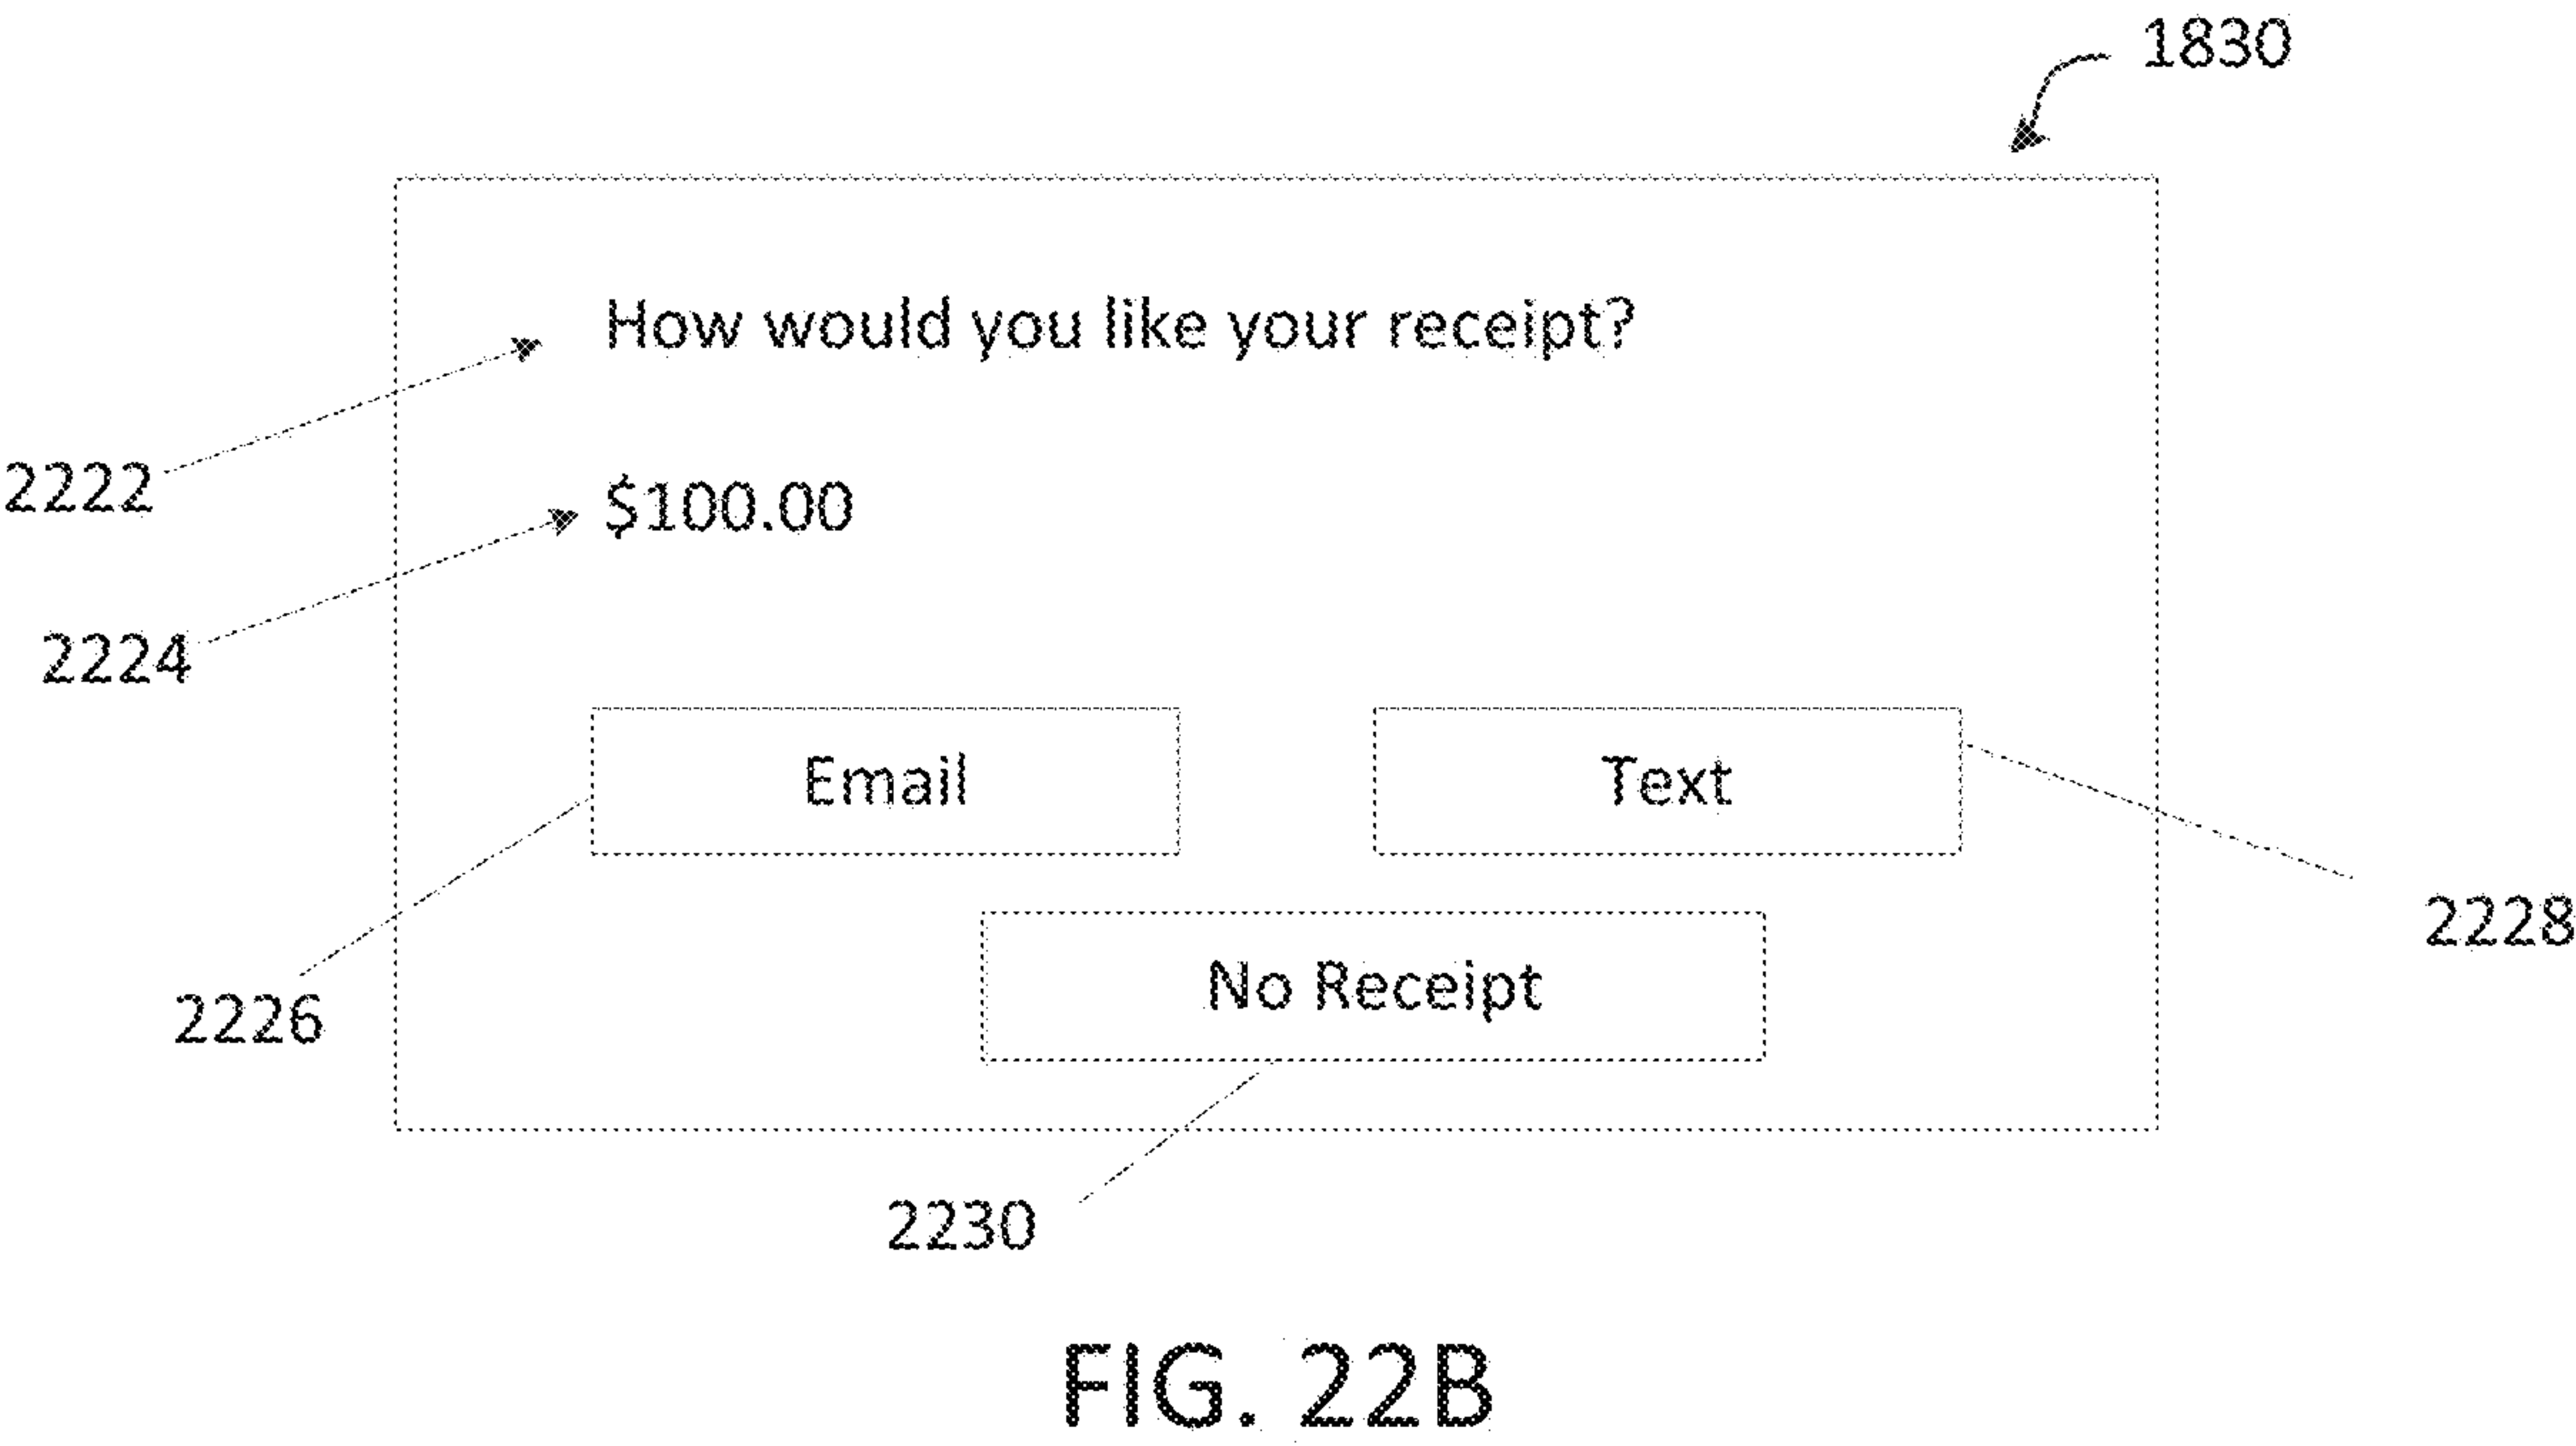 1830
How would you like your receipt?
2222
$100.00
2224
Email
Text
2228
No Receipt
2226
2230
FIG. 22B